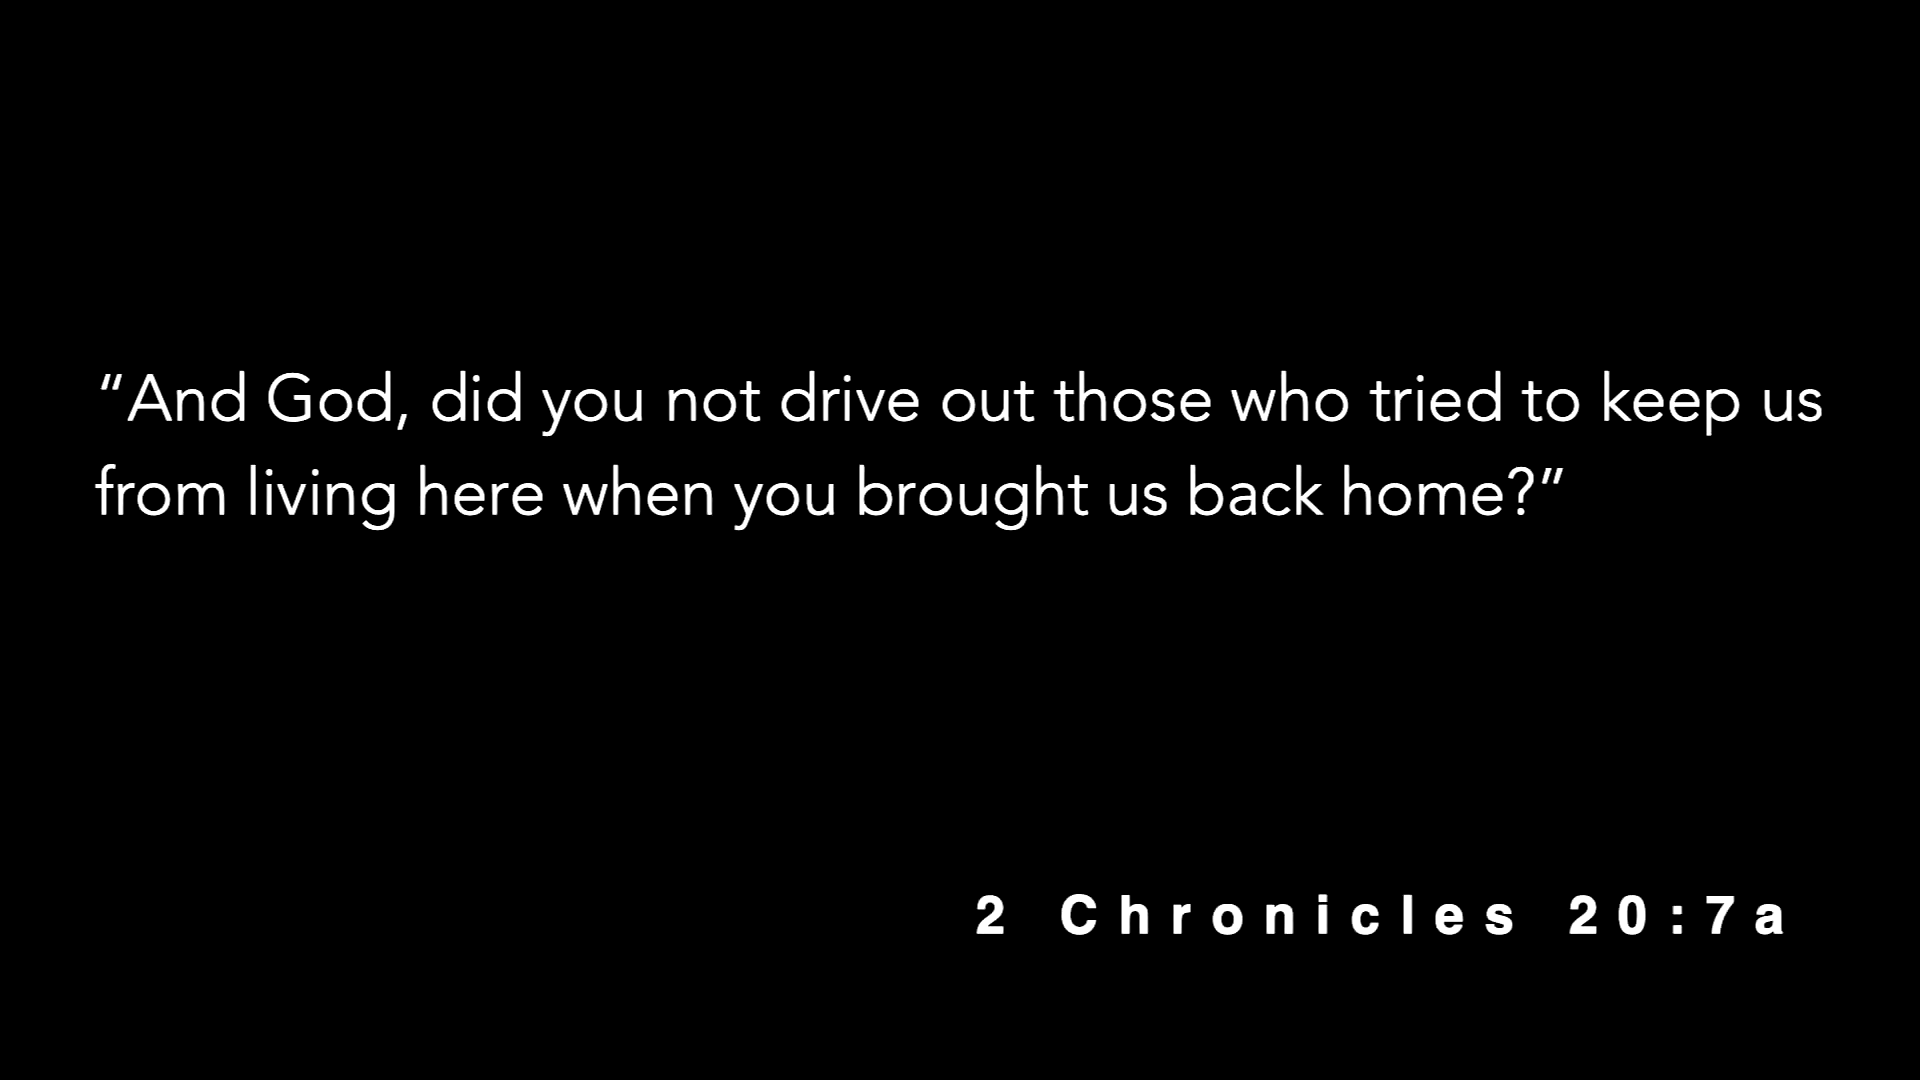 “And God, did you not drive out those who tried to keep us
from living here when you brought us back home?”
2 Chronicles 20:7a